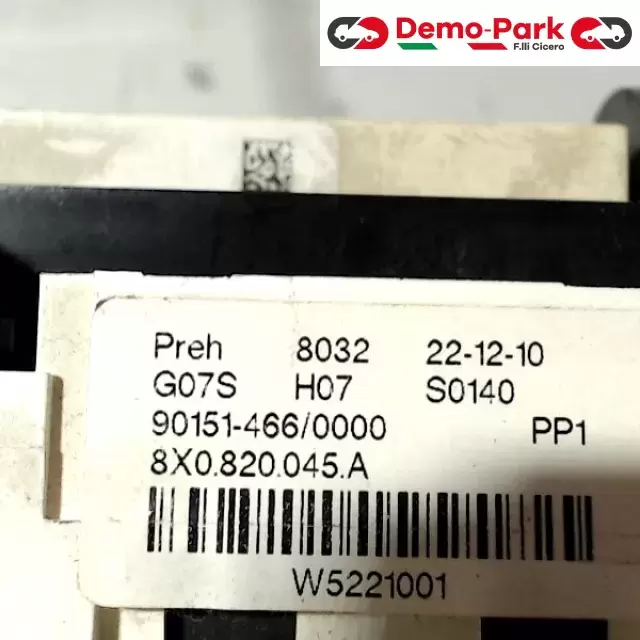 Demo-Park
F.lli Cicero
Preh 8032 22-12-10
G07S H07 S0140
90151-466/0000 PP1
8X0.820.045.A
W5221001